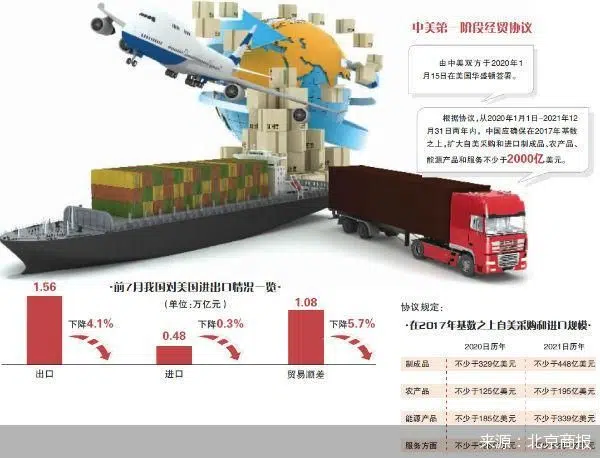 中美第一阶段经贸协议
由中美双方于2020年1
月15日在美国华盛顿签署。
根据协议,从2020年1月1日-2021年12
月31日两年内, 中国应确保在2017年基数
之上,扩大自美采购和进口制成品、农产品、
能源产品和服务不少于2000亿美元。
·前7月我国对美国进出口情况一览·
(单位:万亿元)
1.56
下降4.1%
出口
0.48
下降0.3%
进口
1.08
下降5.7%
贸易顺差
协议规定:
·在2017年基数之上自美采购和进口规模·
2020日历年 2021日历年
制成品 不少于329亿美元 不少于448亿美元
农产品 不少于125亿美元 不少于195亿美元
能源产品 不少于185亿美元 不少于339亿美元
服务方面 不少于
来源:北京商报